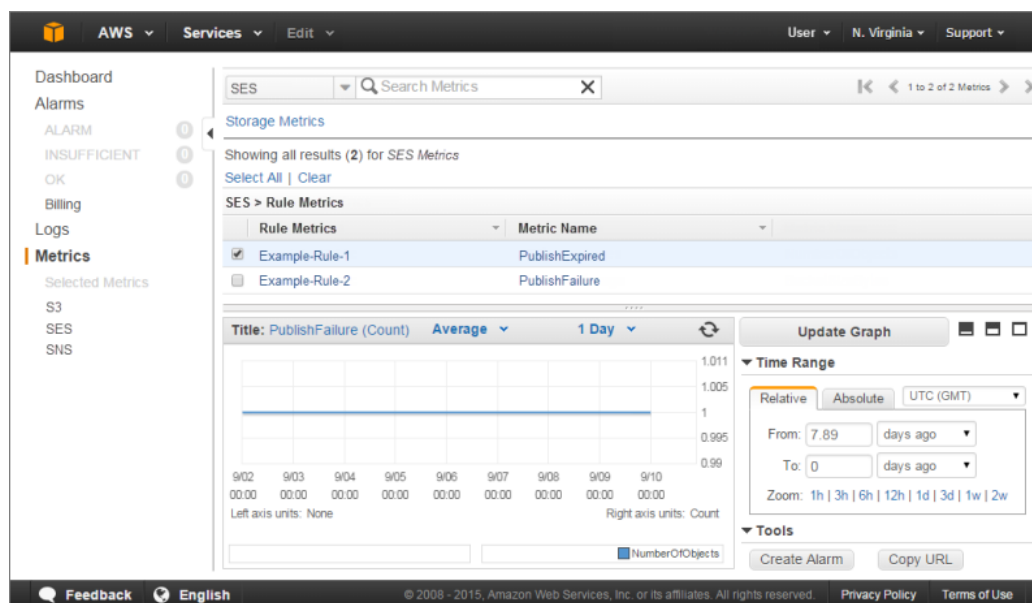 AWS Services Edit User N. Virginia Support
Dashboard
Alarms
ALARM 0
INSUFFICIENT 0
OK 0
Billing
Logs
Metrics
Selected Metrics
S3
SES
SNS
SES Search Metrics 1 to 2 of 2 Metrics
Storage Metrics
Showing all results (2) for SES Metrics
Select All | Clear
SES > Rule Metrics
Rule Metrics Metric Name
Example-Rule-1 PublishExpired
Example-Rule-2 PublishFailure
Title: PublishFailure (Count) Average 1 Day
1.011
1.005
1
0.995
0.99
9/02 9/03 9/04 9/05 9/06 9/07 9/08 9/09 9/10
00:00 00:00 00:00 00:00 00:00 00:00 00:00 00:00 00:00
Left axis units: None Right axis units: Count
NumberOfObjects
Update Graph
Time Range
Relative Absolute UTC (GMT)
From: 7.89 days ago
To: 0 days ago
Zoom: 1h | 3h | 6h | 12h | 1d | 3d | 1w | 2w
Tools
Create Alarm Copy URL
Feedback English © 2008 - 2015, Amazon Web Services, Inc. or its affiliates. All rights reserved. Privacy Policy Terms of Use